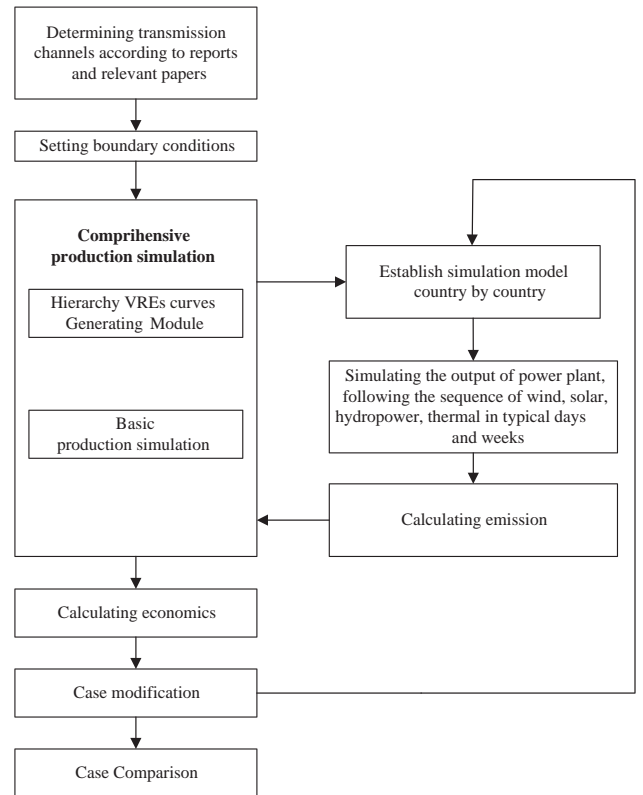 Determining transmission
channels according to reports
and relevant papers
Setting boundary conditions
Comprihensive
production simulation
Hierarchy VREs curves
Generating Module
Basic
production simulation
Establish simulation model
country by country
Simulating the output of power plant,
following the sequence of wind, solar,
hydropower, thermal in typical days
and weeks
Calculating emission
Calculating economics
Case modification
Case Comparison